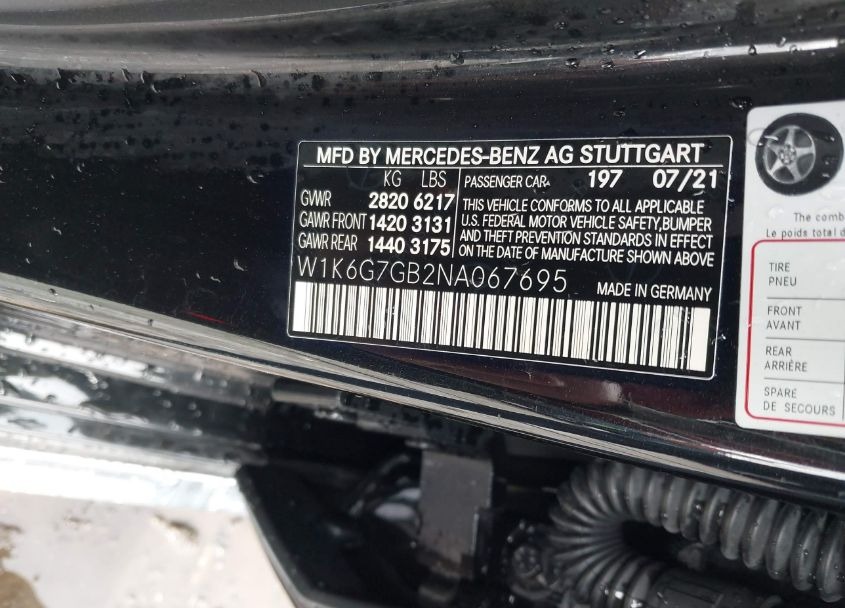 MFD BY MERCEDES-BENZ AG STUTTGART
KG LBS
GVWR 2820 6217
GAWR FRONT 1420 3131
GAWR REAR 1440 3175
PASSENGER CAR 197 07/21
THIS VEHICLE CONFORMS TO ALL APPLICABLE
U.S. FEDERAL MOTOR VEHICLE SAFETY,BUMPER
AND THEFT PREVENTION STANDARDS IN EFFECT
ON THE DATE OF MANUFACTURE SHOWN ABOVE
W1K6G7GB2NA067695
MADE IN GERMANY
The comb
Le poids total d
TIRE
PNEU
FRONT
AVANT
REAR
ARRIÈRE
SPARE
DE SECOURS